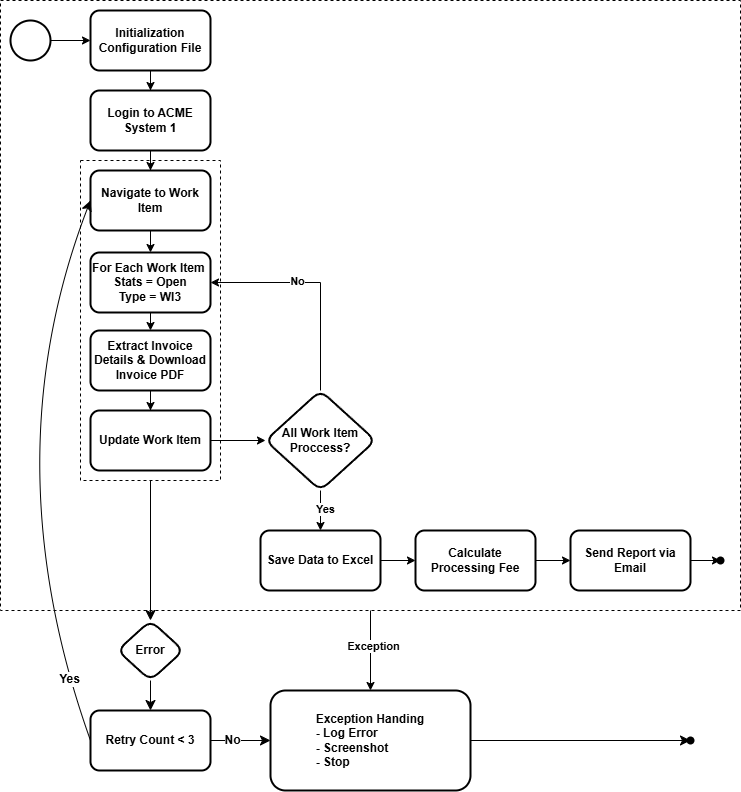 Initialization
Configuration File
Login to ACME
System 1
Navigate to Work
Item
For Each Work Item
Stats = Open
Type = WI3
No
Extract Invoice
Details & Download
Invoice PDF
Update Work Item
All Work Item
Proccess?
Yes
Save Data to Excel
Calculate
Processing Fee
Send Report via
Email
Error
Exception
Yes
Retry Count < 3
No
Exception Handing
- Log Error
- Screenshot
- Stop